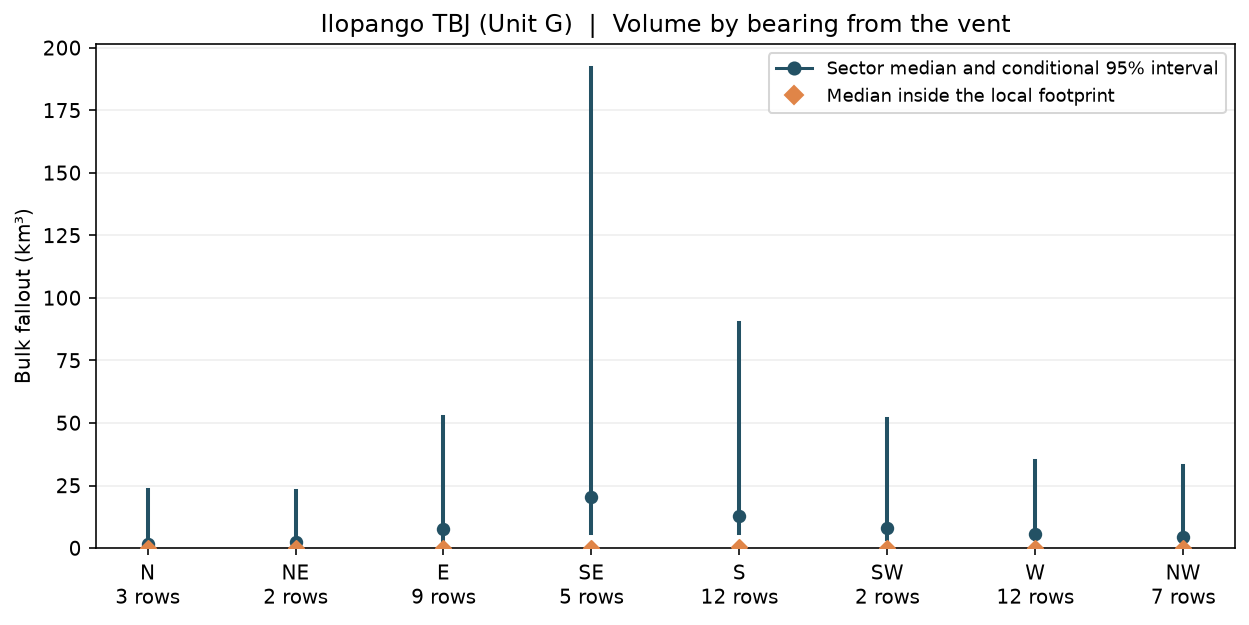 Ilopango TBJ (Unit G)  |  Volume by bearing from the vent
Sector median and conditional 95% interval
Median inside the local footprint
Bulk fallout (km³)
200
175
150
125
100
75
50
25
0
N
3 rows
NE
2 rows
E
9 rows
SE
5 rows
S
12 rows
SW
2 rows
W
12 rows
NW
7 rows